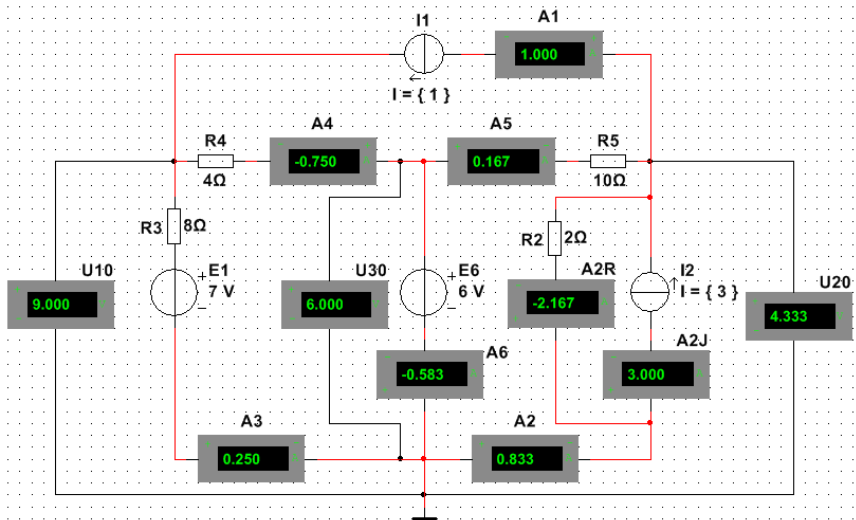 I1
A1
1.000
I = { 1 }
R4
A4
A5
R5
-0.750
0.167
4Ω
10Ω
R3
8Ω
R2
2Ω
U10
E1
U30
E6
A2R
I2
U20
7 V
6 V
I = { 3 }
9.000
6.000
-2.167
4.333
A6
A2J
-0.583
3.000
A3
A2
0.250
0.833